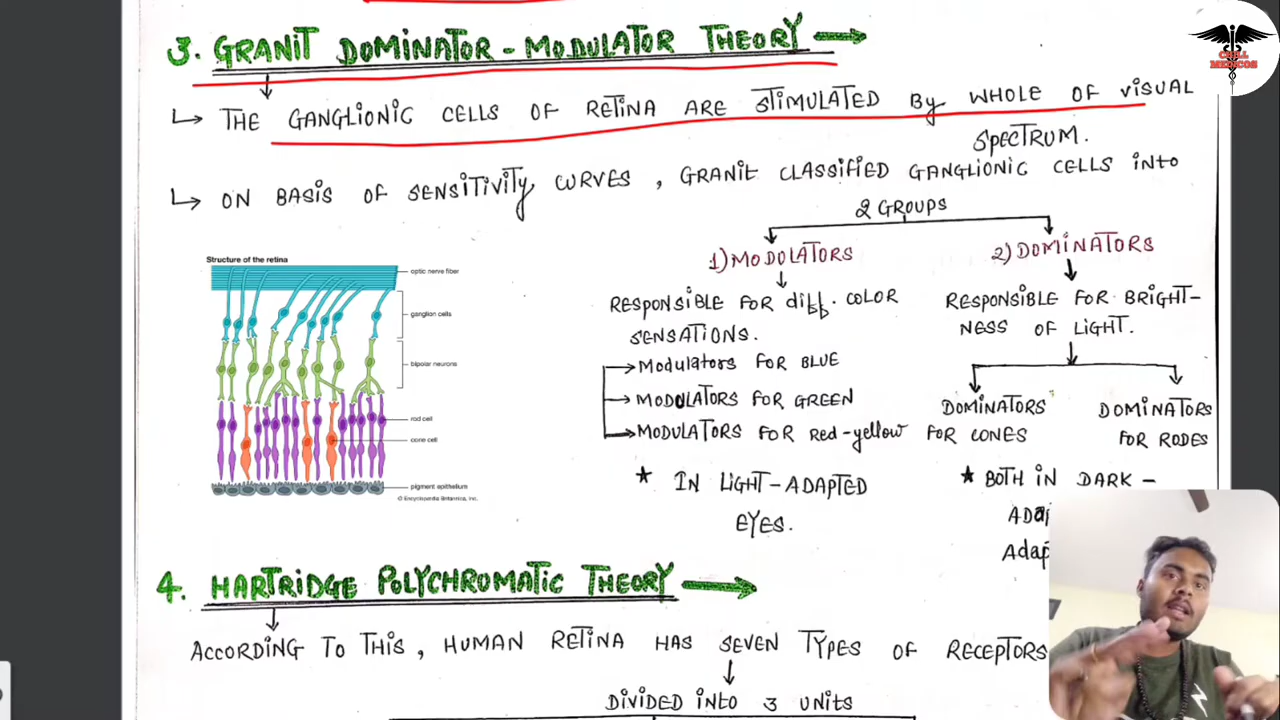 CHILL
MEDICOS
3. GRANIT DOMINATOR - MODULATOR THEORY
THE GANGLIONIC CELLS OF RETINA ARE STIMULATED By WHOLE OF VISUAL
SPECTRUM.
ON BASIS OF SENSITIVITY CURVES, GRANIT CLASSIFIED GANGLIONIC CELLS INTO
2 GROUPS
1) MODULATORS
RESPONSIBLE FOR diff. COLOR
SENSATIONS.
Modulators FOR BLUE
MODULATORS FOR GREEN
MODULATORS FOR Red-yellow
* IN LIGHT-ADAPTED
EYES.
2) DOMINATORS
RESPONSIBLE FOR BRIGHT-
NESS OF LIGHT.
DOMINATORS
FOR CONES
DOMINATORS
FOR RODES
* BOTH IN DARK -
Structure of the retina
optic nerve fiber
ganglion cells
bipolar neurons
rod cell
cone cell
pigment epithelium
© Encyclopædia Britannica, Inc.
4. HARTRIDGE POLYCHROMATIC THEORY
ACCORDING TO THIS, HUMAN RETINA HAS SEVEN TYPES OF RECEPTORS
DIVIDED INTO 3 UNITS